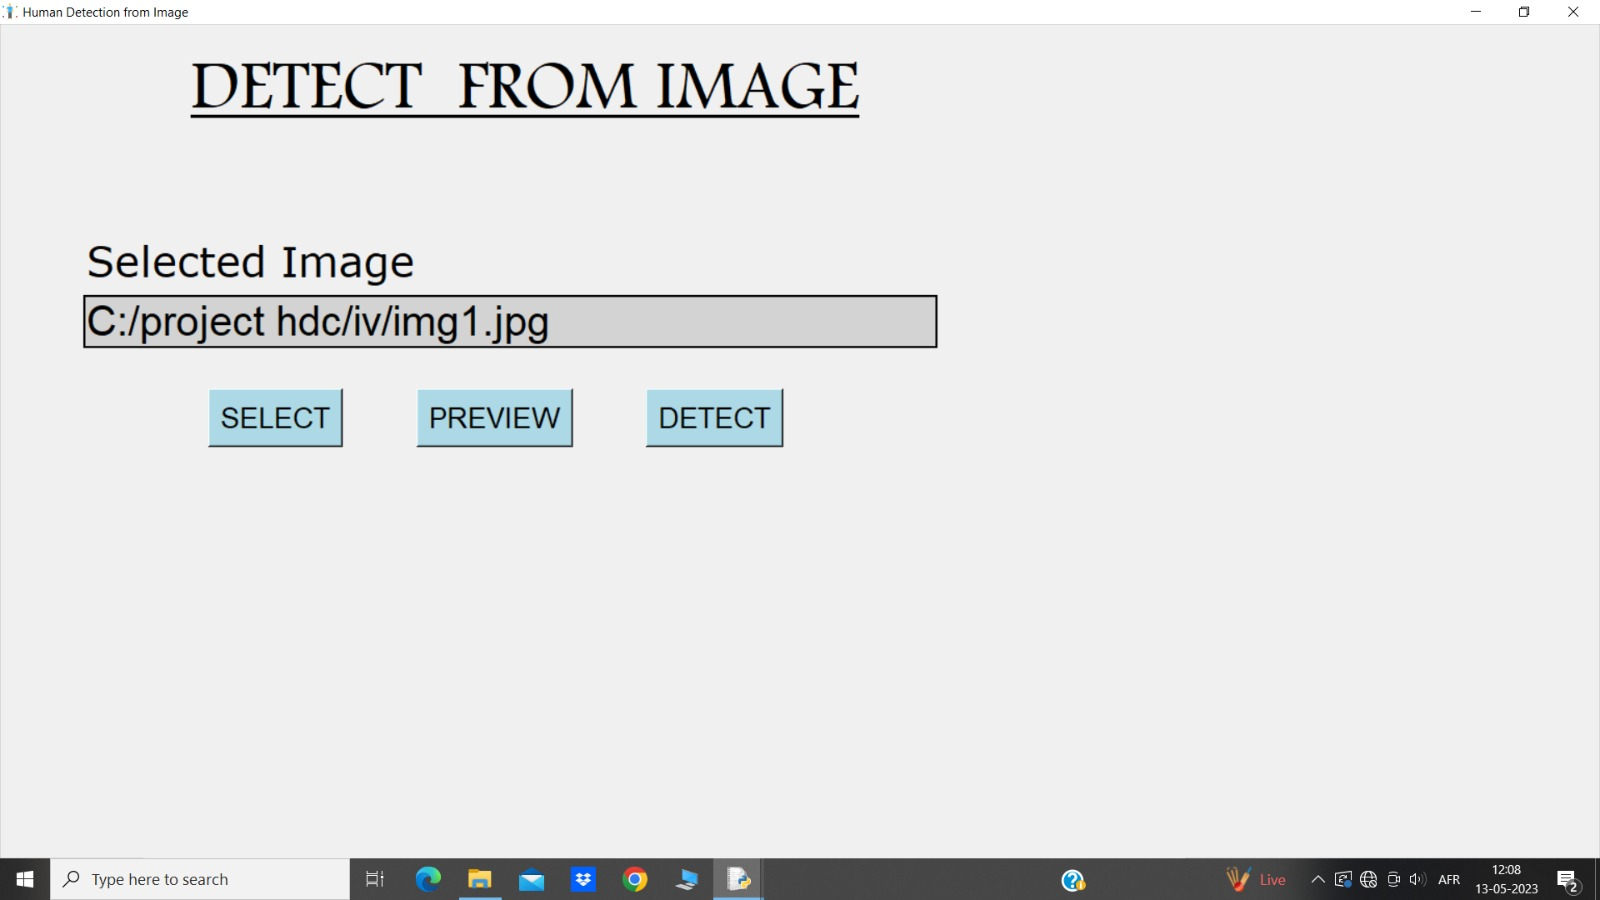 Human Detection from Image
DETECT FROM IMAGE
Selected Image
C:/project hdc/iv/img1.jpg
SELECT PREVIEW DETECT
Type here to search
Live
AFR
12:08
13-05-2023
2